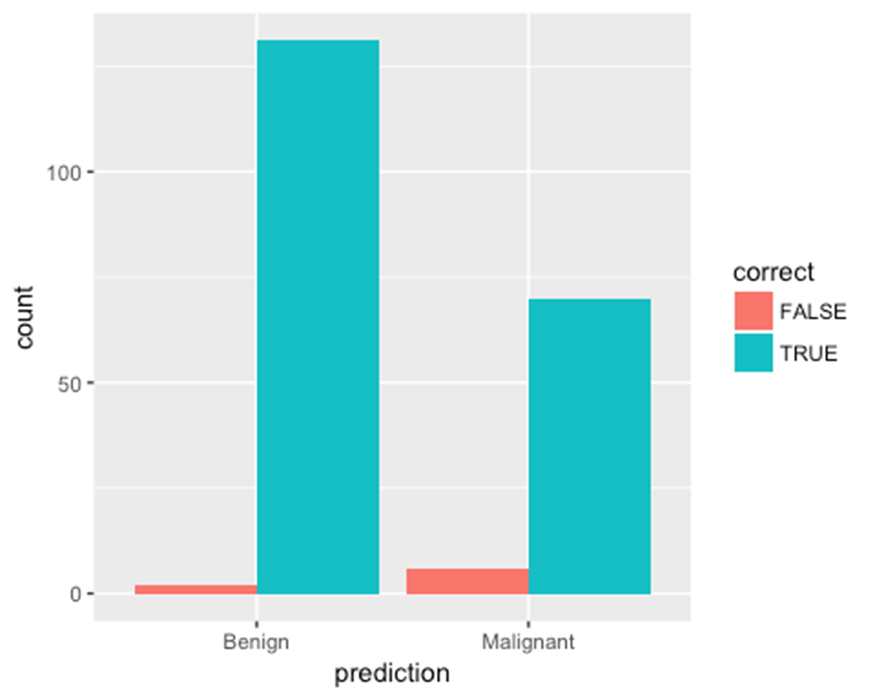 count
100
50
0
Benign
Malignant
prediction
correct
FALSE
TRUE